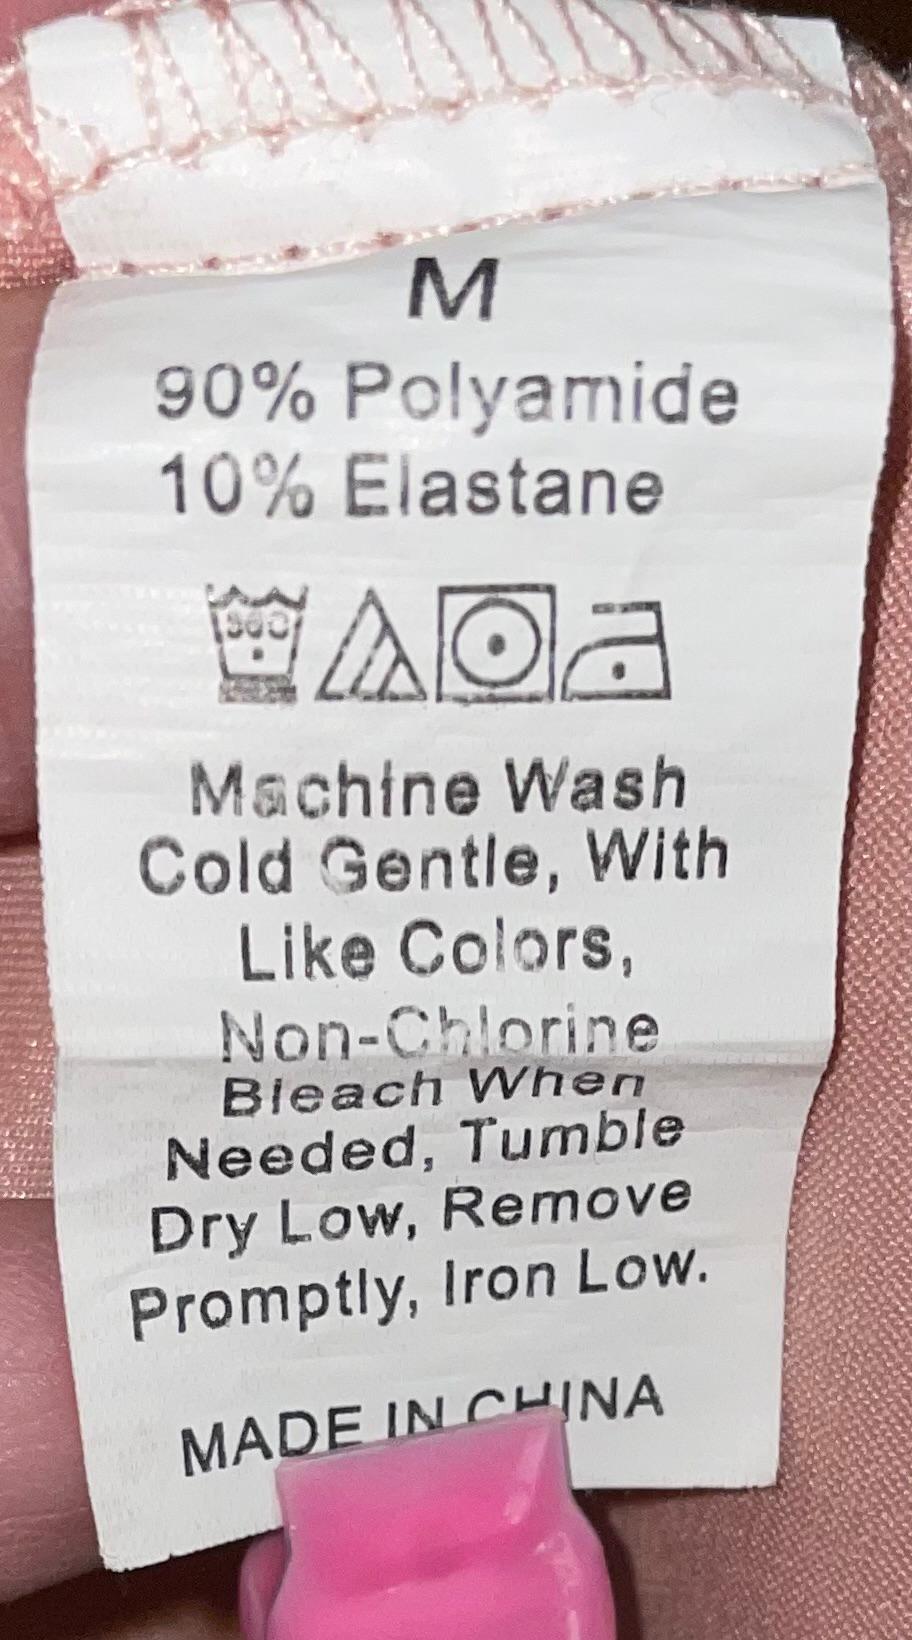 M
90% Polyamide
10% Elastane
30C
Machine Wash
Cold Gentle, With
Like Colors,
Non-Chlorine
Bleach When
Needed, Tumble
Dry Low, Remove
Promptly, Iron Low.
MADE IN CHINA